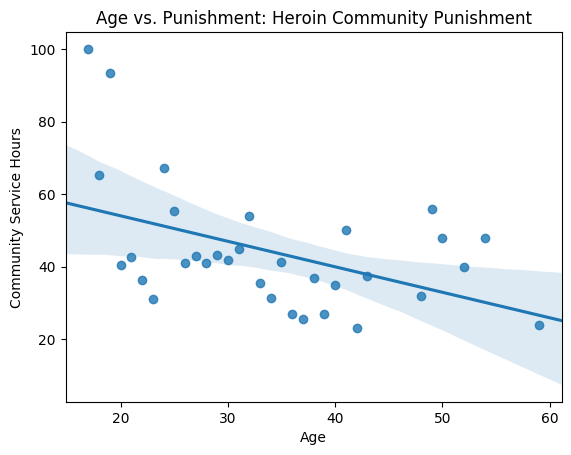 Age vs. Punishment: Heroin Community Punishment
100
80
60
40
20
Community Service Hours
20 30 40 50 60
Age